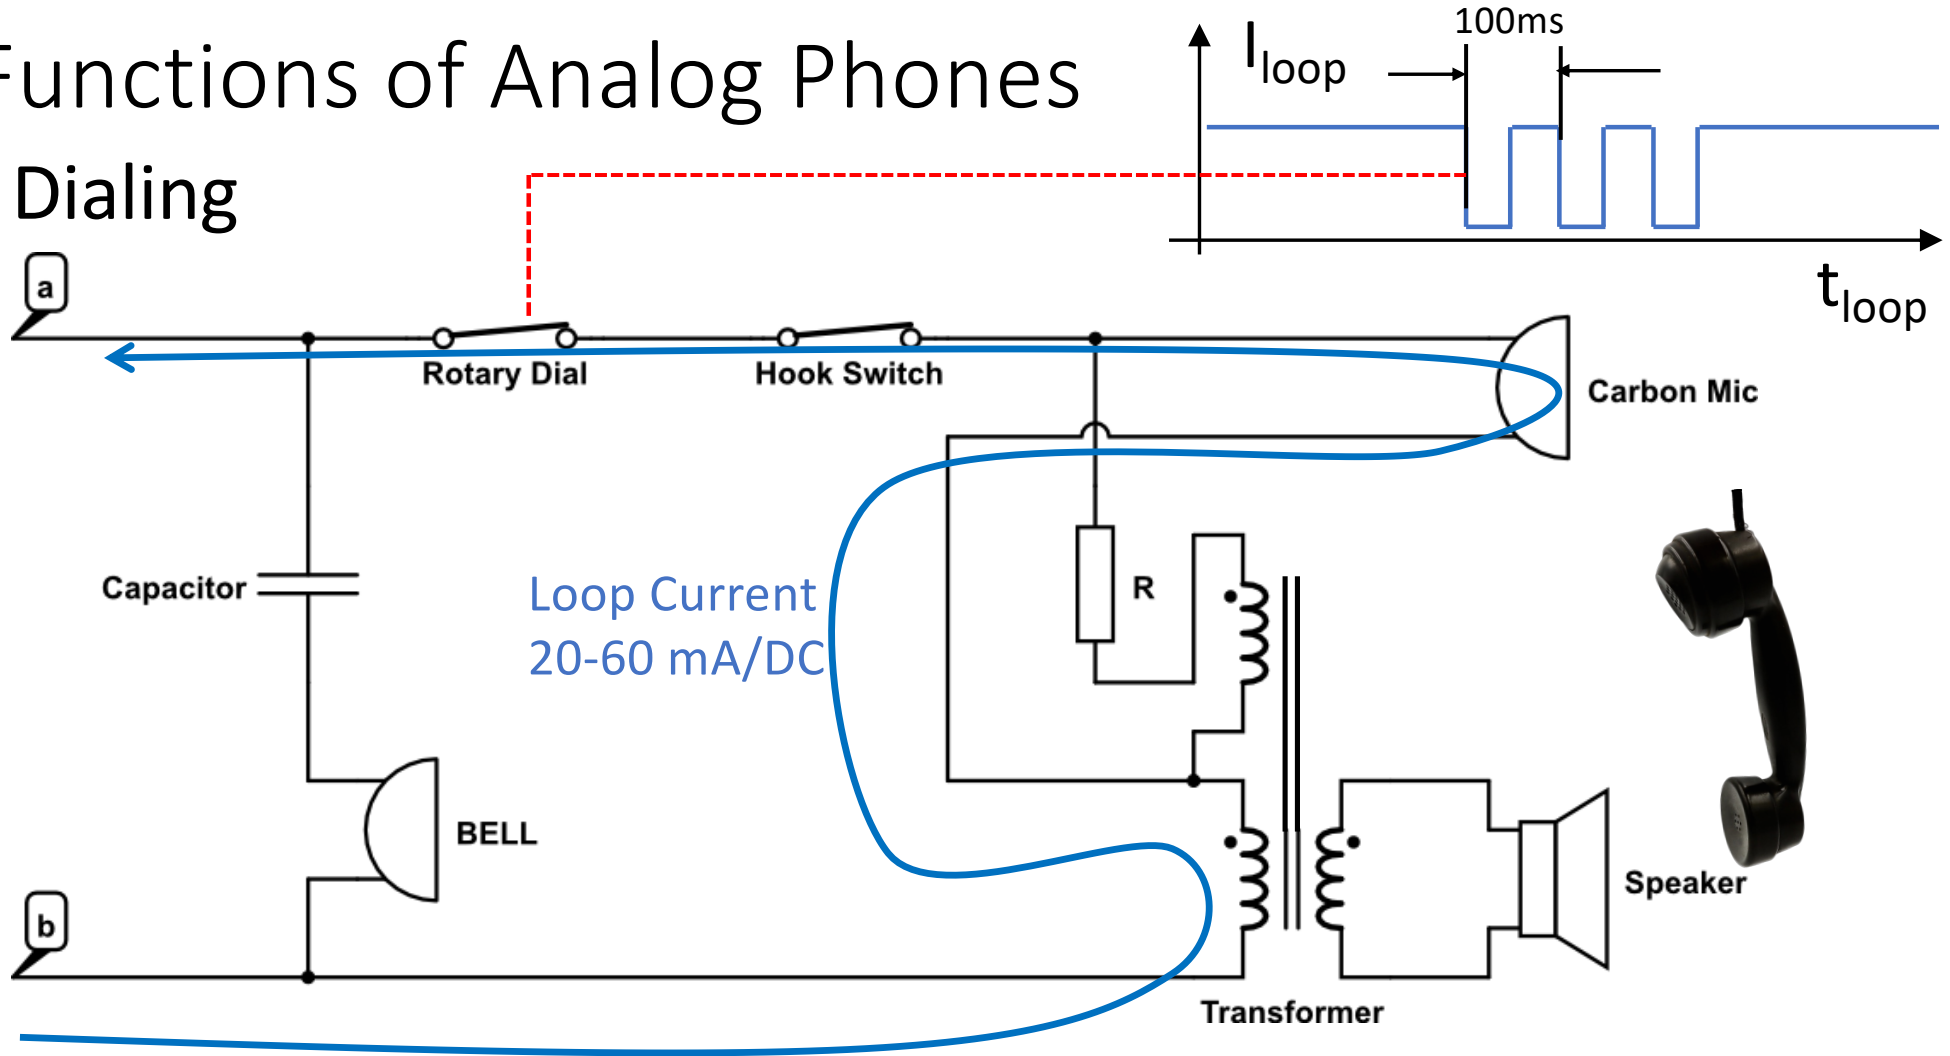 Functions of Analog Phones
Dialing
100ms
Iloop
tloop
a
Rotary Dial
Hook Switch
Carbon Mic
Capacitor
Loop Current
20-60 mA/DC
R
BELL
b
Speaker
Transformer